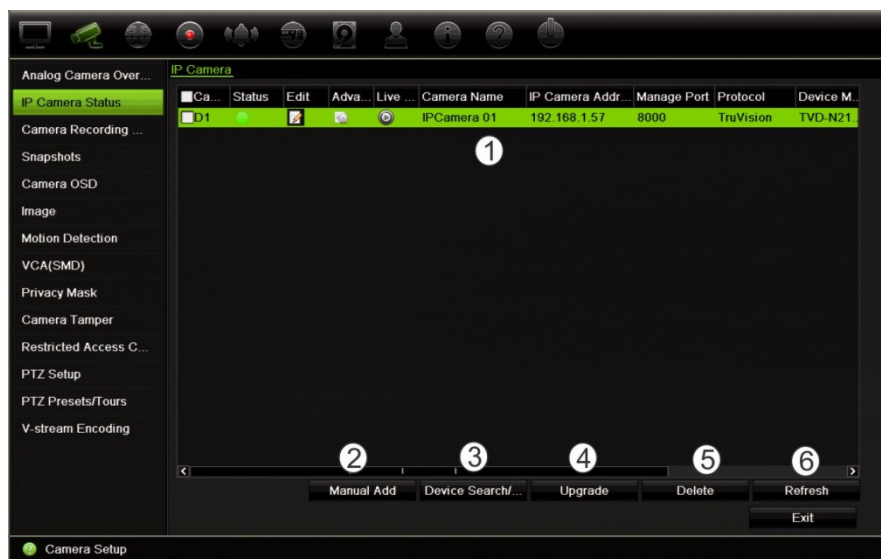 IP Camera
Analog Camera Over...
IP Camera Status
Camera Recording ...
Snapshots
Camera OSD
Image
Motion Detection
VCA(SMD)
Privacy Mask
Camera Tamper
Restricted Access C...
PTZ Setup
PTZ Presets/Tours
V-stream Encoding
Ca... Status Edit Adva... Live ... Camera Name IP Camera Addr... Manage Port Protocol Device M...
D1 IPCamera 01 192.168.1.57 8000 TruVision TVD-N21...
1
2 3 4 5 6
Manual Add Device Search/... Upgrade Delete Refresh
Exit
Camera Setup